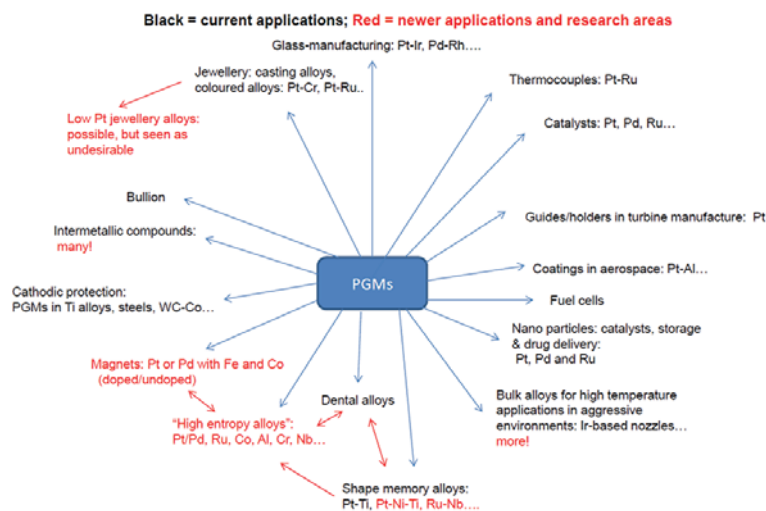 Black = current applications; Red = newer applications and research areas
Glass-manufacturing: Pt-Ir, Pd-Rh....
Jewellery: casting alloys,
coloured alloys: Pt-Cr, Pt-Ru..
Thermocouples: Pt-Ru
Low Pt jewellery alloys:
possible, but seen as
undesirable
Catalysts: Pt, Pd, Ru...
Bullion
Guides/holders in turbine manufacture: Pt
Intermetallic compounds:
many!
Coatings in aerospace: Pt-Al...
PGMs
Cathodic protection:
PGMs in Ti alloys, steels, WC-Co...
Fuel cells
Nano particles: catalysts, storage
& drug delivery:
Pt, Pd and Ru
Magnets: Pt or Pd with Fe and Co
(doped/undoped)
Dental alloys
Bulk alloys for high temperature
applications in aggressive
environments: Ir-based nozzles...
more!
"High entropy alloys":
Pt/Pd, Ru, Co, Al, Cr, Nb...
Shape memory alloys:
Pt-Ti, Pt-Ni-Ti, Ru-Nb....